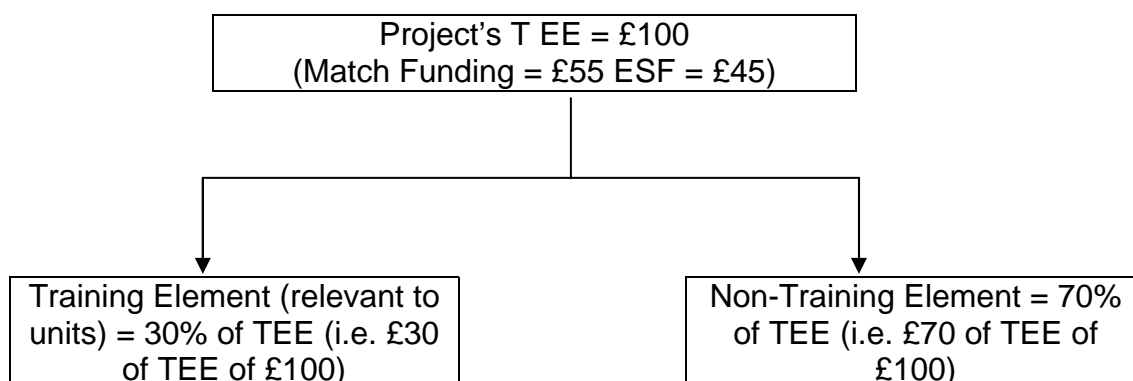 Project’s T EE = £100
(Match Funding = £55 ESF = £45)
Training Element (relevant to
units) = 30% of TEE (i.e. £30
of TEE of £100)
Non-Training Element = 70%
of TEE (i.e. £70 of TEE of
£100)